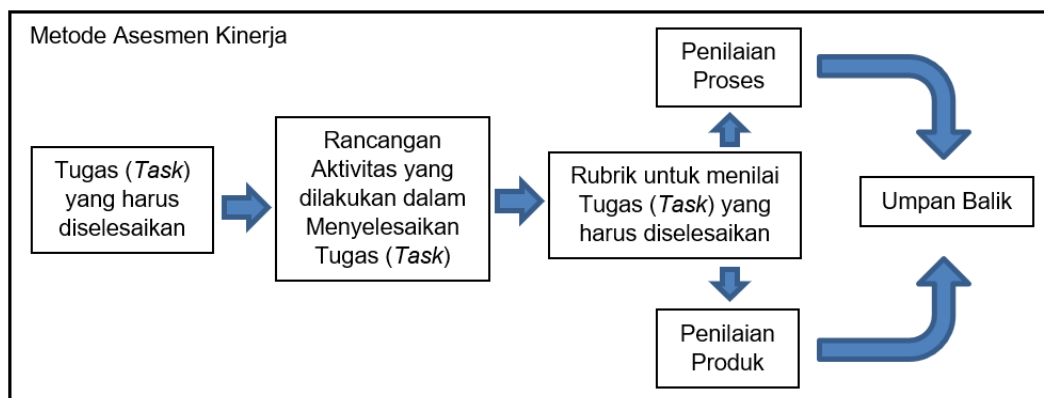 Metode Asesmen Kinerja
Tugas (Task)
yang harus
diselesaikan
Rancangan
Aktivitas yang
dilakukan dalam
Menyelesaikan
Tugas (Task)
Rubrik untuk menilai
Tugas (Task) yang
harus diselesaikan
Penilaian
Proses
Penilaian
Produk
Umpan Balik